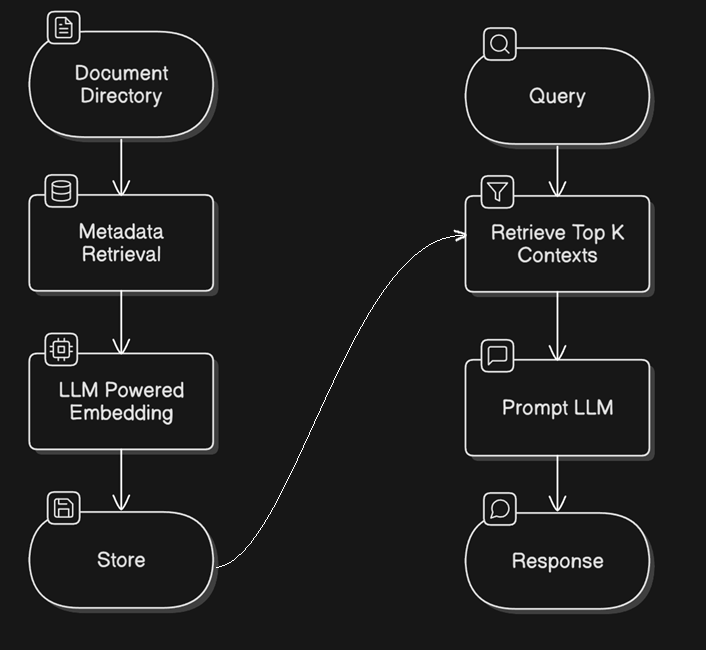 Document
Directory
Metadata
Retrieval
LLM Powered
Embedding
Store
Query
Retrieve Top K
Contexts
Prompt LLM
Response